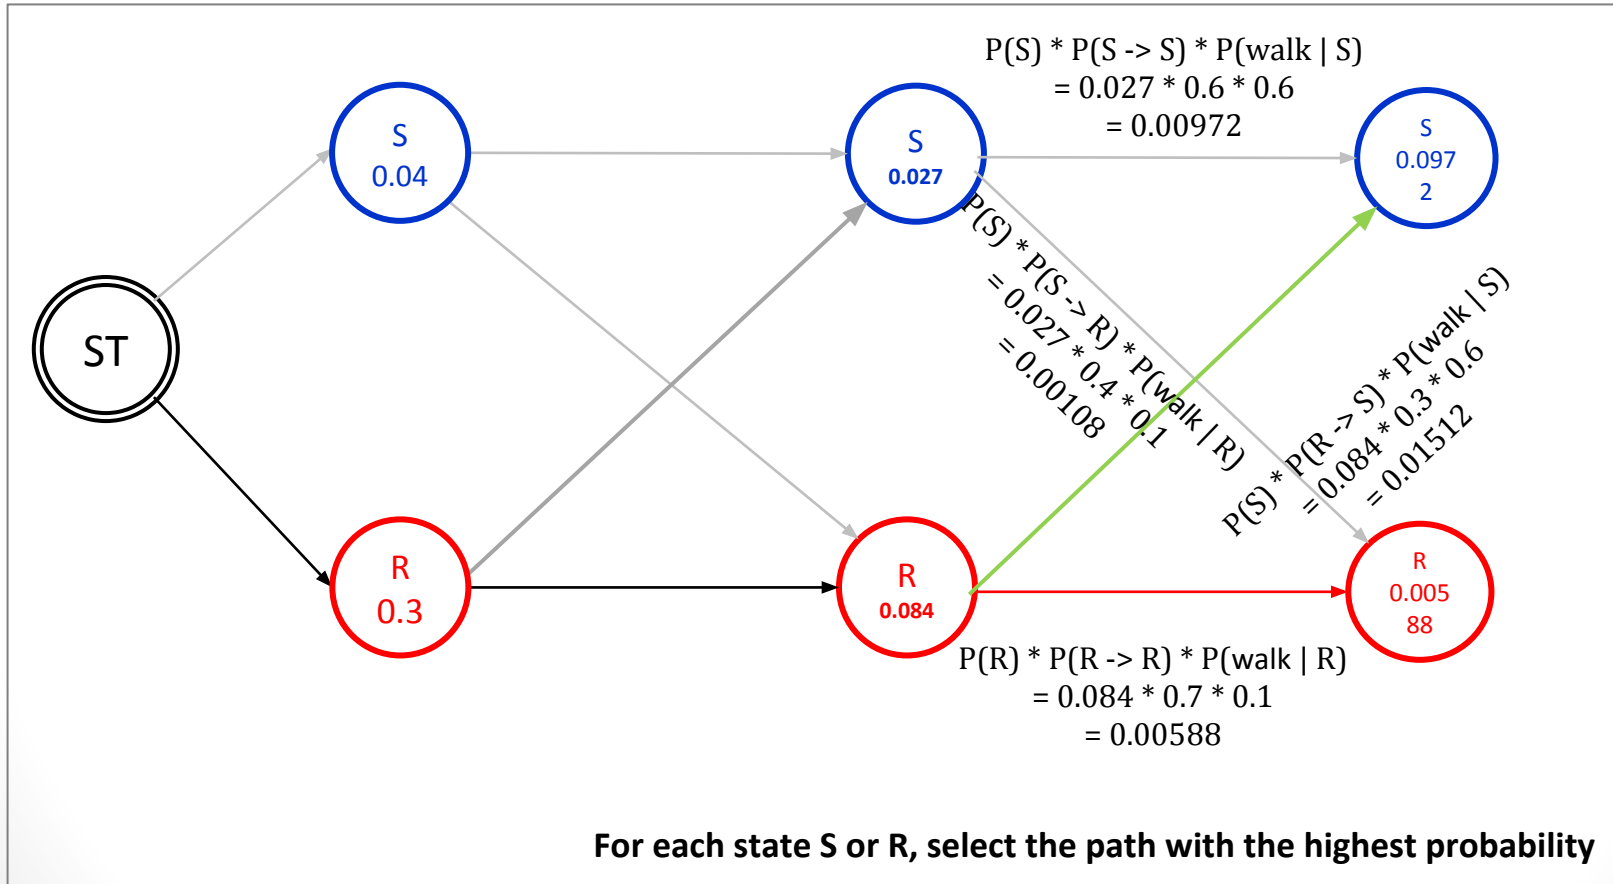 P(S) * P(S -> S) * P(walk | S)
= 0.027 * 0.6 * 0.6
= 0.00972
S
0.04
S
0.027
S
0.097
2
P(S) * P(S -> R) * P(walk | R)
= 0.027 * 0.4 * 0.1
= 0.00108
P(S) * P(R -> S) * P(walk | S)
= 0.084 * 0.3 * 0.6
= 0.01512
ST
R
0.3
R
0.084
R
0.005
88
P(R) * P(R -> R) * P(walk | R)
= 0.084 * 0.7 * 0.1
= 0.00588
For each state S or R, select the path with the highest probability